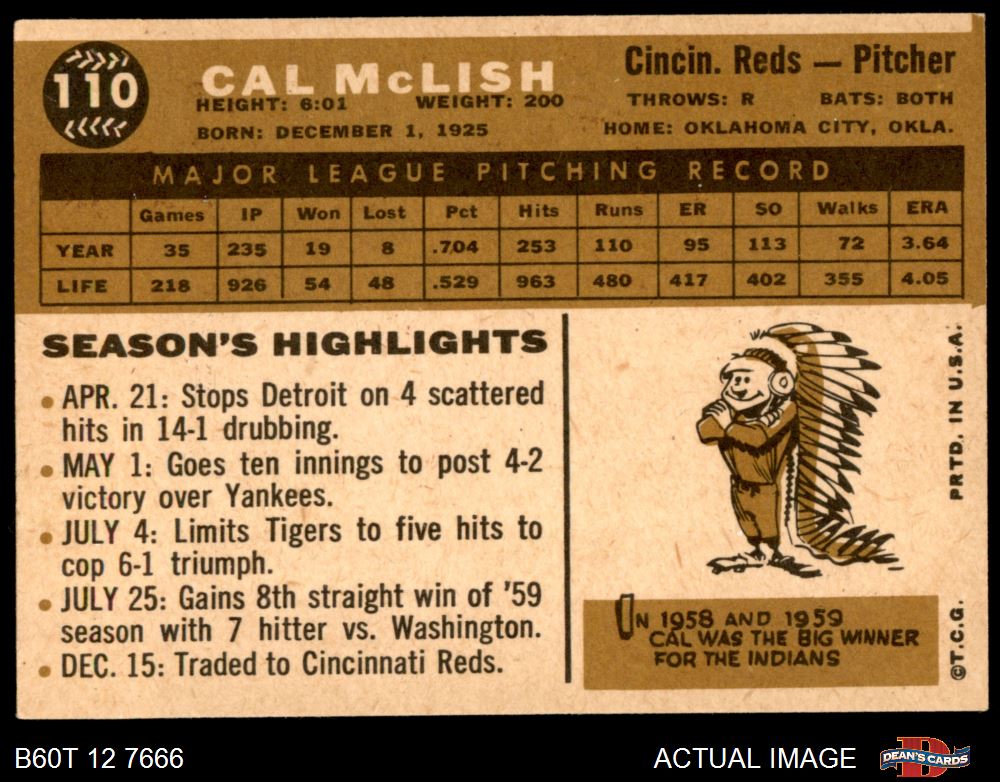 110
CAL McLISH
Cincin. Reds — Pitcher
HEIGHT: 6:01 WEIGHT: 200
THROWS: R BATS: BOTH
BORN: DECEMBER 1, 1925
HOME: OKLAHOMA CITY, OKLA.
MAJOR LEAGUE PITCHING RECORD
Games IP Won Lost Pct Hits Runs ER SO Walks ERA
YEAR 35 235 19 8 .704 253 110 95 113 72 3.64
LIFE 218 926 54 48 .529 963 480 417 402 355 4.05
SEASON'S HIGHLIGHTS
• APR. 21: Stops Detroit on 4 scattered
hits in 14-1 drubbing.
• MAY 1: Goes ten innings to post 4-2
victory over Yankees.
• JULY 4: Limits Tigers to five hits to
cop 6-1 triumph.
• JULY 25: Gains 8th straight win of '59
season with 7 hitter vs. Washington.
• DEC. 15: Traded to Cincinnati Reds.
IN 1958 AND 1959
CAL WAS THE BIG WINNER
FOR THE INDIANS
©T.C.G. PRTD. IN U.S.A.
B60T 12 7666
ACTUAL IMAGE
DEAN'S CARDS